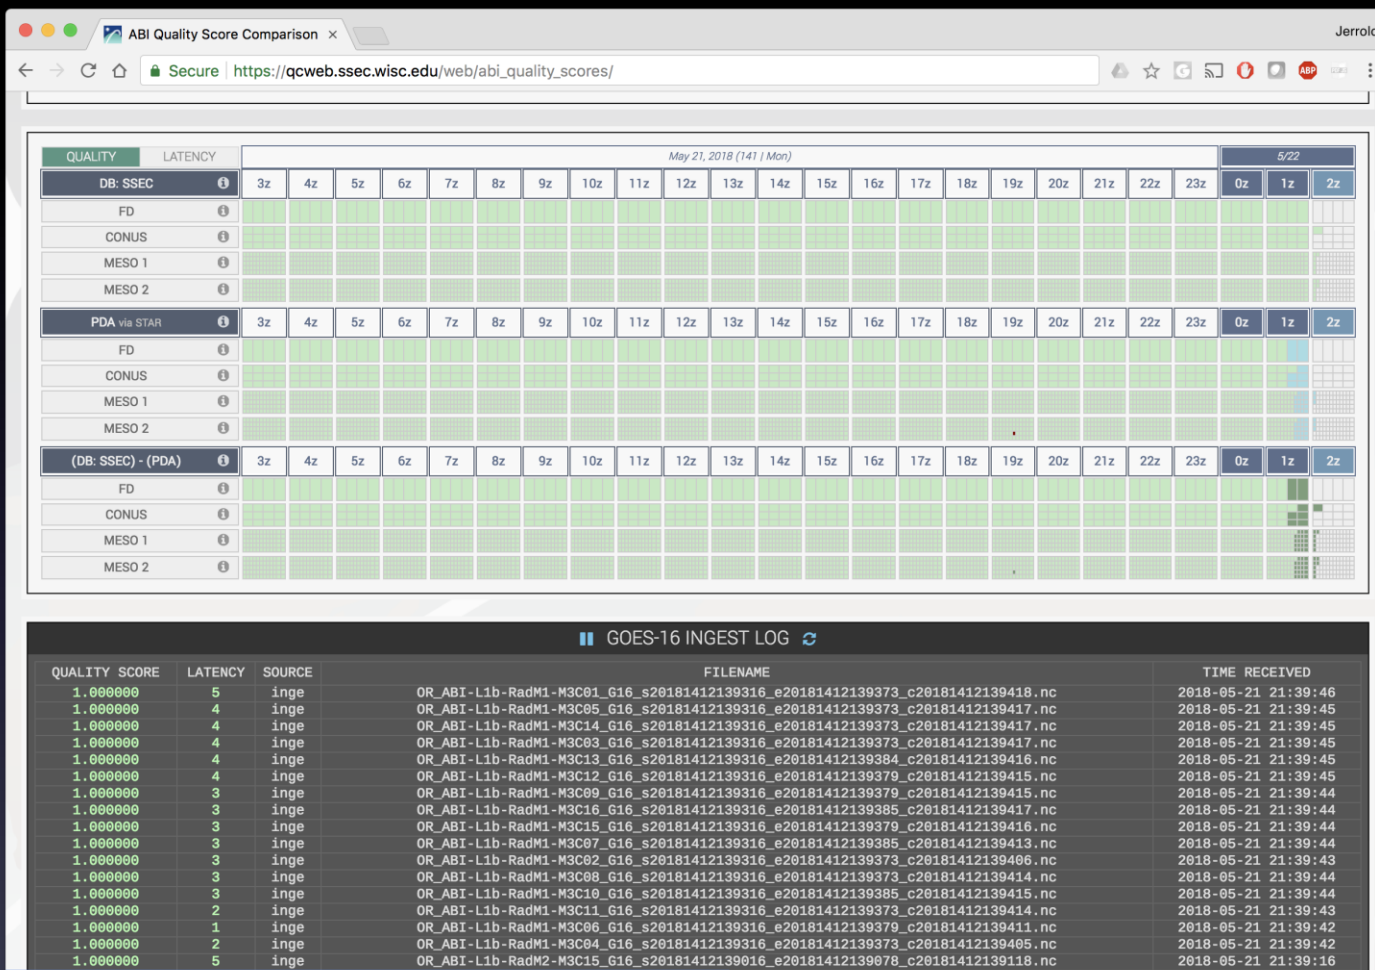 ABI Quality Score Comparison
Secure https://qcweb.ssec.wisc.edu/web/abi_quality_scores/
ABP
QUALITY LATENCY May 21, 2018 (141 | Mon) 5/22
DB: SSEC 3z 4z 5z 6z 7z 8z 9z 10z 11z 12z 13z 14z 15z 16z 17z 18z 19z 20z 21z 22z 23z 0z 1z 2z
FD
CONUS
MESO 1
MESO 2
PDA via STAR 3z 4z 5z 6z 7z 8z 9z 10z 11z 12z 13z 14z 15z 16z 17z 18z 19z 20z 21z 22z 23z 0z 1z 2z
FD
CONUS
MESO 1
MESO 2
(DB: SSEC) - (PDA) 3z 4z 5z 6z 7z 8z 9z 10z 11z 12z 13z 14z 15z 16z 17z 18z 19z 20z 21z 22z 23z 0z 1z 2z
FD
CONUS
MESO 1
MESO 2
GOES-16 INGEST LOG
QUALITY SCORE LATENCY SOURCE FILENAME TIME RECEIVED
1.000000 5 inge OR_ABI-L1b-RadM1-M3C01_G16_s20181412139316_e20181412139373_c20181412139418.nc 2018-05-21 21:39:46
1.000000 4 inge OR_ABI-L1b-RadM1-M3C05_G16_s20181412139316_e20181412139373_c20181412139417.nc 2018-05-21 21:39:45
1.000000 4 inge OR_ABI-L1b-RadM1-M3C14_G16_s20181412139316_e20181412139373_c20181412139417.nc 2018-05-21 21:39:45
1.000000 4 inge OR_ABI-L1b-RadM1-M3C03_G16_s20181412139316_e20181412139373_c20181412139417.nc 2018-05-21 21:39:45
1.000000 4 inge OR_ABI-L1b-RadM1-M3C13_G16_s20181412139316_e20181412139384_c20181412139416.nc 2018-05-21 21:39:45
1.000000 4 inge OR_ABI-L1b-RadM1-M3C12_G16_s20181412139316_e20181412139379_c20181412139415.nc 2018-05-21 21:39:45
1.000000 3 inge OR_ABI-L1b-RadM1-M3C09_G16_s20181412139316_e20181412139379_c20181412139415.nc 2018-05-21 21:39:44
1.000000 3 inge OR_ABI-L1b-RadM1-M3C16_G16_s20181412139316_e20181412139385_c20181412139417.nc 2018-05-21 21:39:44
1.000000 3 inge OR_ABI-L1b-RadM1-M3C15_G16_s20181412139316_e20181412139379_c20181412139416.nc 2018-05-21 21:39:44
1.000000 3 inge OR_ABI-L1b-RadM1-M3C07_G16_s20181412139316_e20181412139385_c20181412139413.nc 2018-05-21 21:39:44
1.000000 3 inge OR_ABI-L1b-RadM1-M3C02_G16_s20181412139316_e20181412139373_c20181412139406.nc 2018-05-21 21:39:43
1.000000 3 inge OR_ABI-L1b-RadM1-M3C08_G16_s20181412139316_e20181412139373_c20181412139414.nc 2018-05-21 21:39:44
1.000000 3 inge OR_ABI-L1b-RadM1-M3C10_G16_s20181412139316_e20181412139385_c20181412139415.nc 2018-05-21 21:39:44
1.000000 2 inge OR_ABI-L1b-RadM1-M3C11_G16_s20181412139316_e20181412139373_c20181412139414.nc 2018-05-21 21:39:43
1.000000 1 inge OR_ABI-L1b-RadM1-M3C06_G16_s20181412139316_e20181412139379_c20181412139411.nc 2018-05-21 21:39:42
1.000000 2 inge OR_ABI-L1b-RadM1-M3C04_G16_s20181412139316_e20181412139373_c20181412139405.nc 2018-05-21 21:39:42
1.000000 5 inge OR_ABI-L1b-RadM2-M3C15_G16_s20181412139016_e20181412139078_c20181412139118.nc 2018-05-21 21:39:16